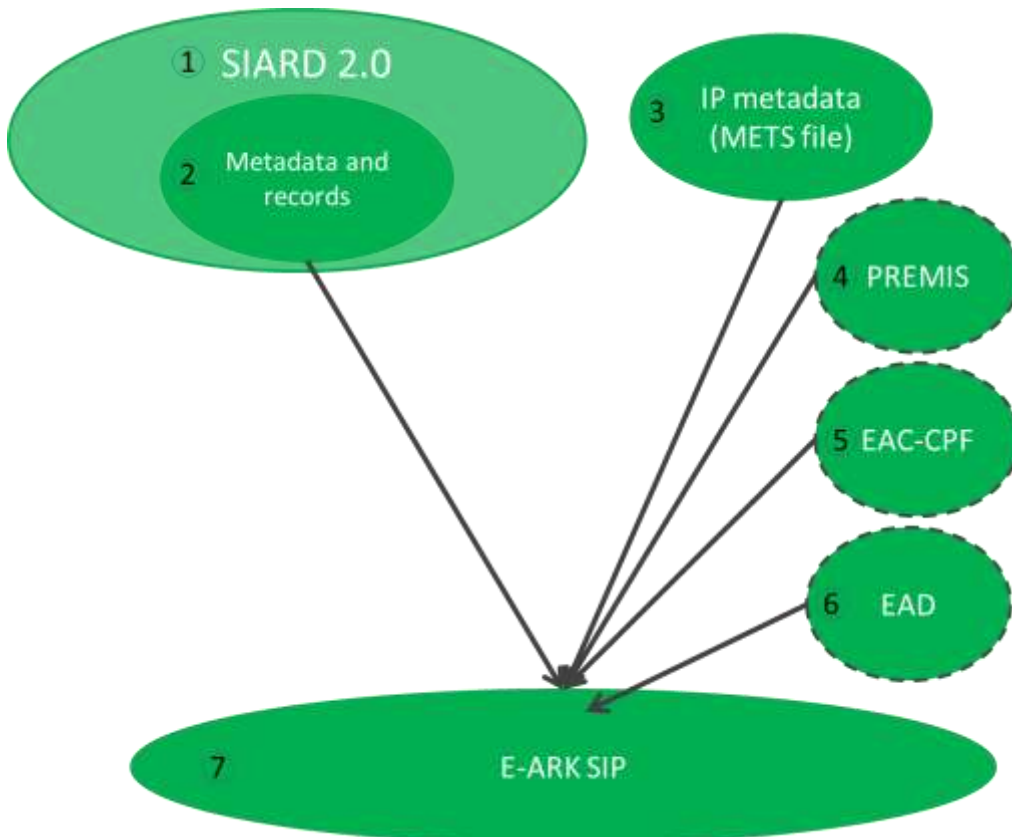 1 SIARD 2.0
2 Metadata and
records
3 IP metadata
(METS file)
4 PREMIS
5 EAC-CPF
6 EAD
7 E-ARK SIP